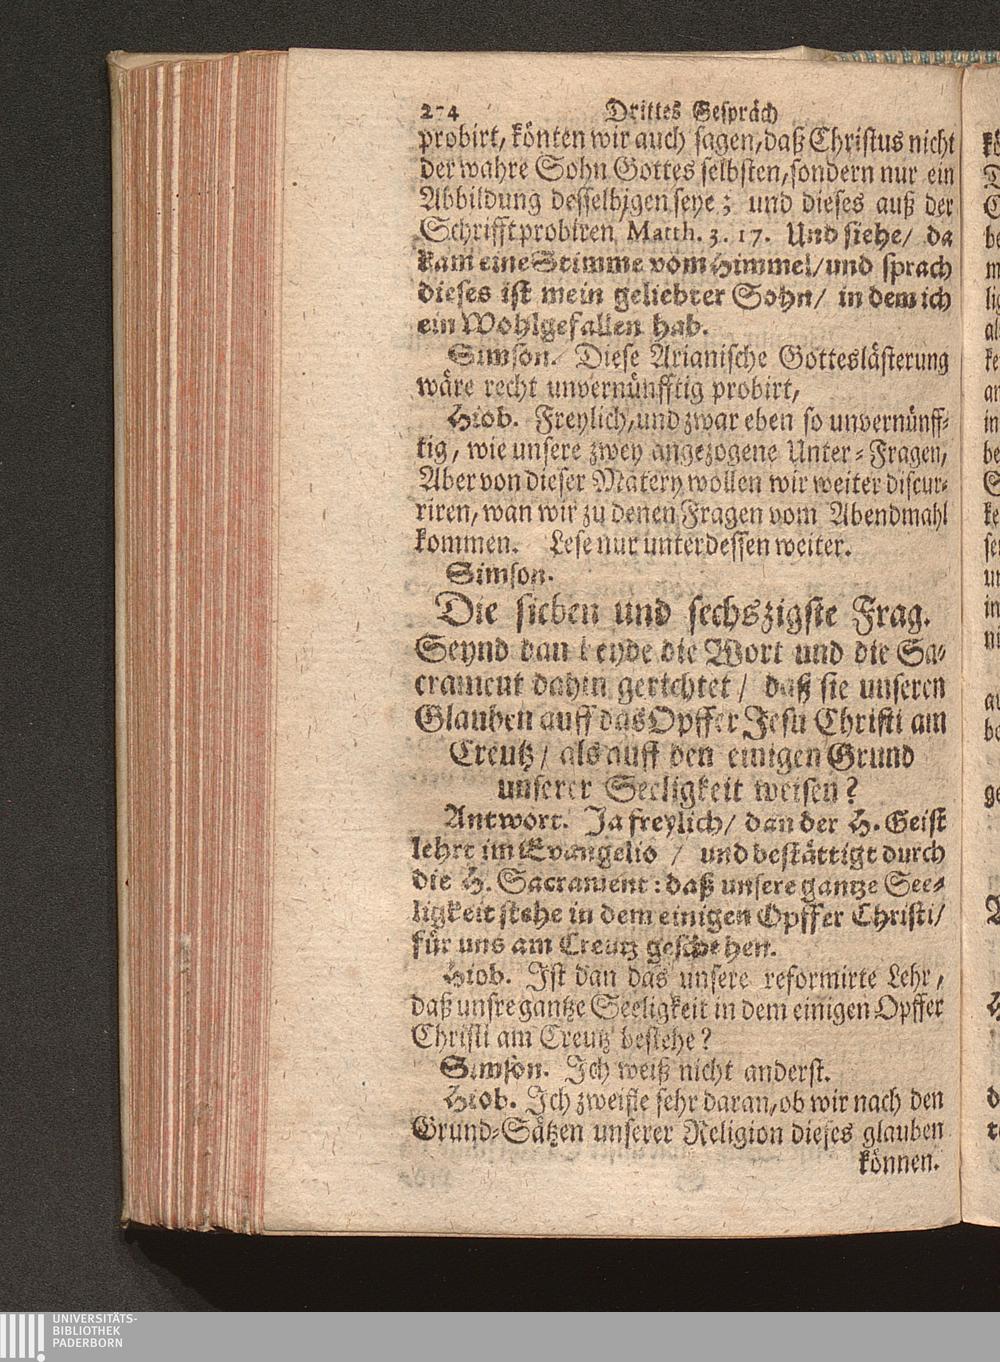 274 Drittes Gespräch
probirt, könten wir auch sagen, daß Christus nicht
der wahre Sohn Gottes selbsten, sondern nur ein
Abbildung desselbigen seye; und dieses auß der
Schrifft probiren Matth. 3. 17. Und siehe/ da
kam eine Stimme vom Himmel/ und sprach
dieses ist mein geliebter Sohn/ in dem ich
ein Wohlgefallen hab.
Simson. Diese Arianische Gotteslästerung
wäre recht unvernünfftig probirt,
Hiob. Freylich, und zwar eben so unvernünff-
tig, wie unsere zwey angezogene Unter-Fragen,
Aber von dieser Matery wollen wir weiter discur-
riren, wan wir zu denen Fragen vom Abendmahl
kommen. Lese nur unterdessen weiter.
Simson.
Die sieben und sechszigste Frag.
Seynd dan beyde die Wort und die Sa-
crament dahin gerichtet/ daß sie unseren
Glauben auff das Opffer Jesu Christi am
Creutz/ als auff den einigen Grund
unserer Seeligkeit weisen?
Antwort. Ja freylich/ dan der H. Geist
lehrt im Evangelio / und bestättigt durch
die H. Sacrament: daß unsere gantze See-
ligkeit stehe in dem einigen Opffer Christi/
für uns am Creutz geschehen.
Hiob. Ist dan das unsere reformirte Lehr,
daß unsre gantze Seeligkeit in dem einigen Opffer
Christi am Creutz bestehe?
Simson. Ich weiß nicht anderst.
Hiob. Ich zweifle sehr daran, ob wir nach den
Grund-Sätzen unserer Religion dieses glauben
können.
UNIVERSITÄTS-
BIBLIOTHEK
PADERBORN